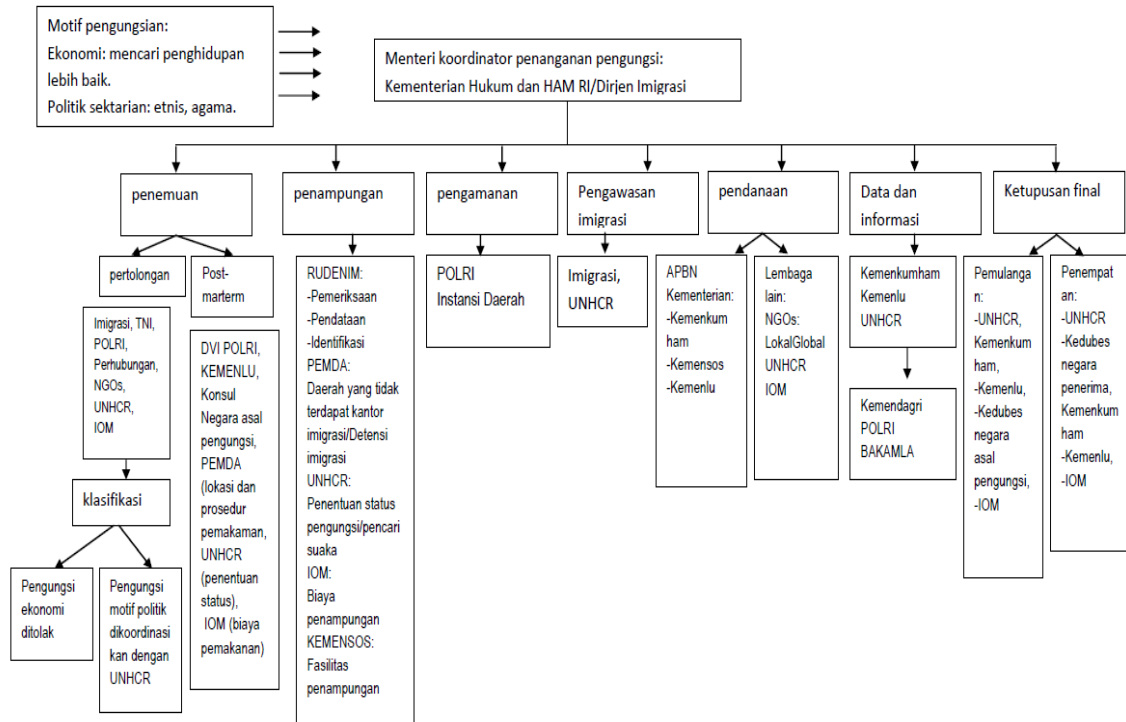 Motif pengungsian:
Ekonomi: mencari penghidupan
lebih baik.
Politik sektarian: etnis, agama.
Menteri koordinator penanganan pengungsi:
Kementerian Hukum dan HAM RI/Dirjen Imigrasi
penemuan
penampungan
pengamanan
Pengawasan
imigrasi
pendanaan
Data dan
informasi
Ketupusan final
pertolongan
Post-
marterm
Imigrasi, TNI,
POLRI,
Perhubungan,
NGOs,
UNHCR,
IOM
klasifikasi
Pengungsi
ekonomi
ditolak
Pengungsi
motif politik
dikoordinasi
kan dengan
UNHCR
DVI POLRI,
KEMENLU,
Konsul
Negara asal
pengungsi,
PEMDA
(lokasi dan
prosedur
pemakaman,
UNHCR
(penentuan
status),
IOM (biaya
pemakanan)
RUDENIM:
-Pemeriksaan
-Pendataan
-Identifikasi
PEMDA:
Daerah yang tidak
terdapat kantor
imigrasi/Detensi
imigrasi
UNHCR:
Penentuan status
pengungsi/pencari
suaka
IOM:
Biaya
penampungan
KEMENSOS:
Fasilitas
penampungan
POLRI
Instansi Daerah
Imigrasi,
UNHCR
APBN
Kementerian:
-Kemenkum
ham
-Kemensos
-Kemenlu
Lembaga
lain:
NGOs:
LokalGlobal
UNHCR
IOM
Kemenkumham
Kemenlu
UNHCR
Kemendagri
POLRI
BAKAMLA
Pemulanga
n:
-UNHCR,
Kemenkum
ham,
-Kemenlu,
-Kedubes
negara
asal
pengungsi,
-IOM
Penempat
an:
-UNHCR
-Kedubes
negara
penerima,
Kemenkum
ham
-Kemenlu,
-IOM